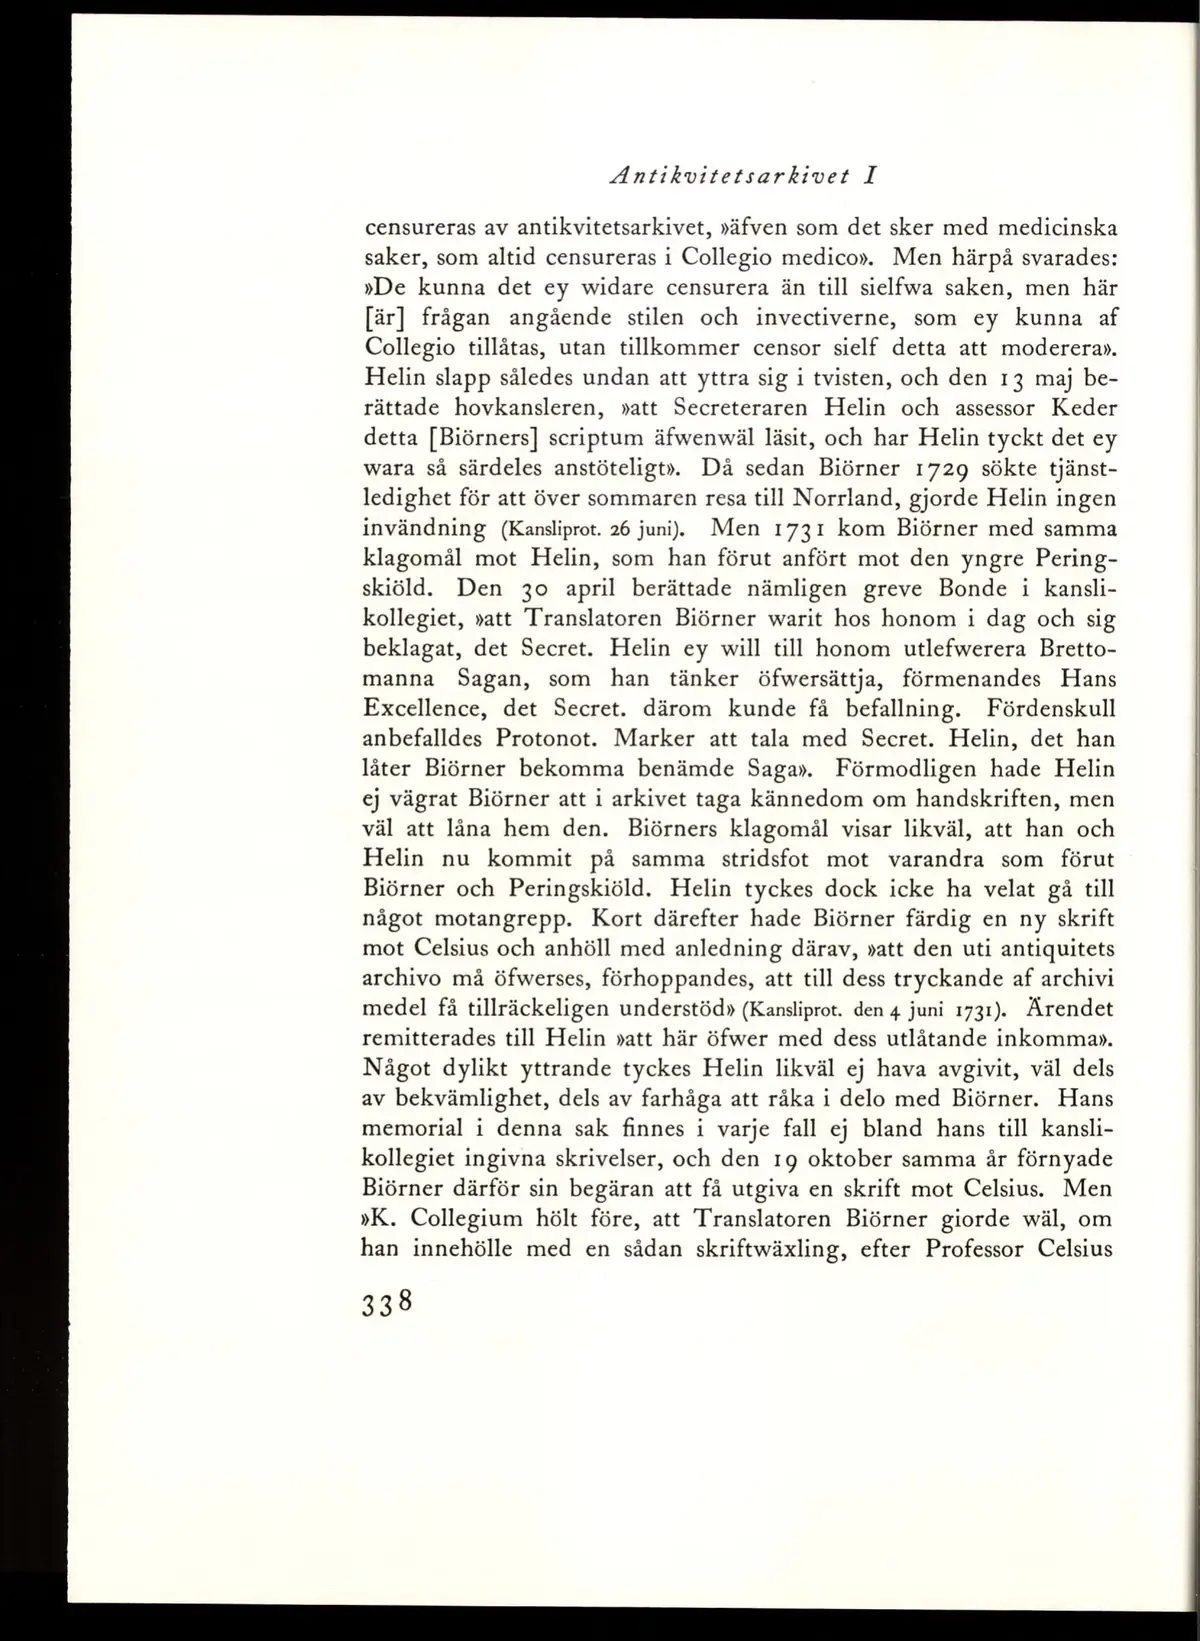 Antikvitetsarkivet I
censureras av antikvitetsarkivet, »äfven som det sker med medicinska
saker, som altid censureras i Collegio medico». Men härpå svarades:
»De kunna det ey widare censurera än till sielfwa saken, men här
[är] frågan angående stilen och invectiverne, som ey kunna af
Collegio tillåtas, utan tillkommer censor sielf detta att moderera».
Helin slapp således undan att yttra sig i tvisten, och den 13 maj be-
rättade hovkansleren, »att Secreteraren Helin och assessor Keder
detta [Biörners] scriptum äfwenwäl läsit, och har Helin tyckt det ey
wara så särdeles anstöteligt». Då sedan Biörner 1729 sökte tjänst-
ledighet för att över sommaren resa till Norrland, gjorde Helin ingen
invändning (Kansliprot. 26 juni). Men 1731 kom Biörner med samma
klagomål mot Helin, som han förut anfört mot den yngre Pering-
skiöld. Den 30 april berättade nämligen greve Bonde i kansli-
kollegiet, »att Translatoren Biörner warit hos honom i dag och sig
beklagat, det Secret. Helin ey will till honom utlefwerera Bretto-
manna Sagan, som han tänker öfwersättja, förmenandes Hans
Excellence, det Secret. därom kunde få befallning. Fördenskull
anbefalldes Protonot. Marker att tala med Secret. Helin, det han
låter Biörner bekomma benämde Saga». Förmodligen hade Helin
ej vägrat Biörner att i arkivet taga kännedom om handskriften, men
väl att låna hem den. Biörners klagomål visar likväl, att han och
Helin nu kommit på samma stridsfot mot varandra som förut
Biörner och Peringskiöld. Helin tyckes dock icke ha velat gå till
något motangrepp. Kort därefter hade Biörner färdig en ny skrift
mot Celsius och anhöll med anledning därav, »att den uti antiquitets
archivo må öfwerses, förhoppandes, att till dess tryckande af archivi
medel få tillräckeligen understöd» (Kansliprot. den 4 juni 1731). Ärendet
remitterades till Helin »att här öfwer med dess utlåtande inkomma».
Något dylikt yttrande tyckes Helin likväl ej hava avgivit, väl dels
av bekvämlighet, dels av farhåga att råka i delo med Biörner. Hans
memorial i denna sak finnes i varje fall ej bland hans till kansli-
kollegiet ingivna skrivelser, och den 19 oktober samma år förnyade
Biörner därför sin begäran att få utgiva en skrift mot Celsius. Men
»K. Collegium hölt före, att Translatoren Biörner giorde wäl, om
han innehölle med en sådan skriftwäxling, efter Professor Celsius
338